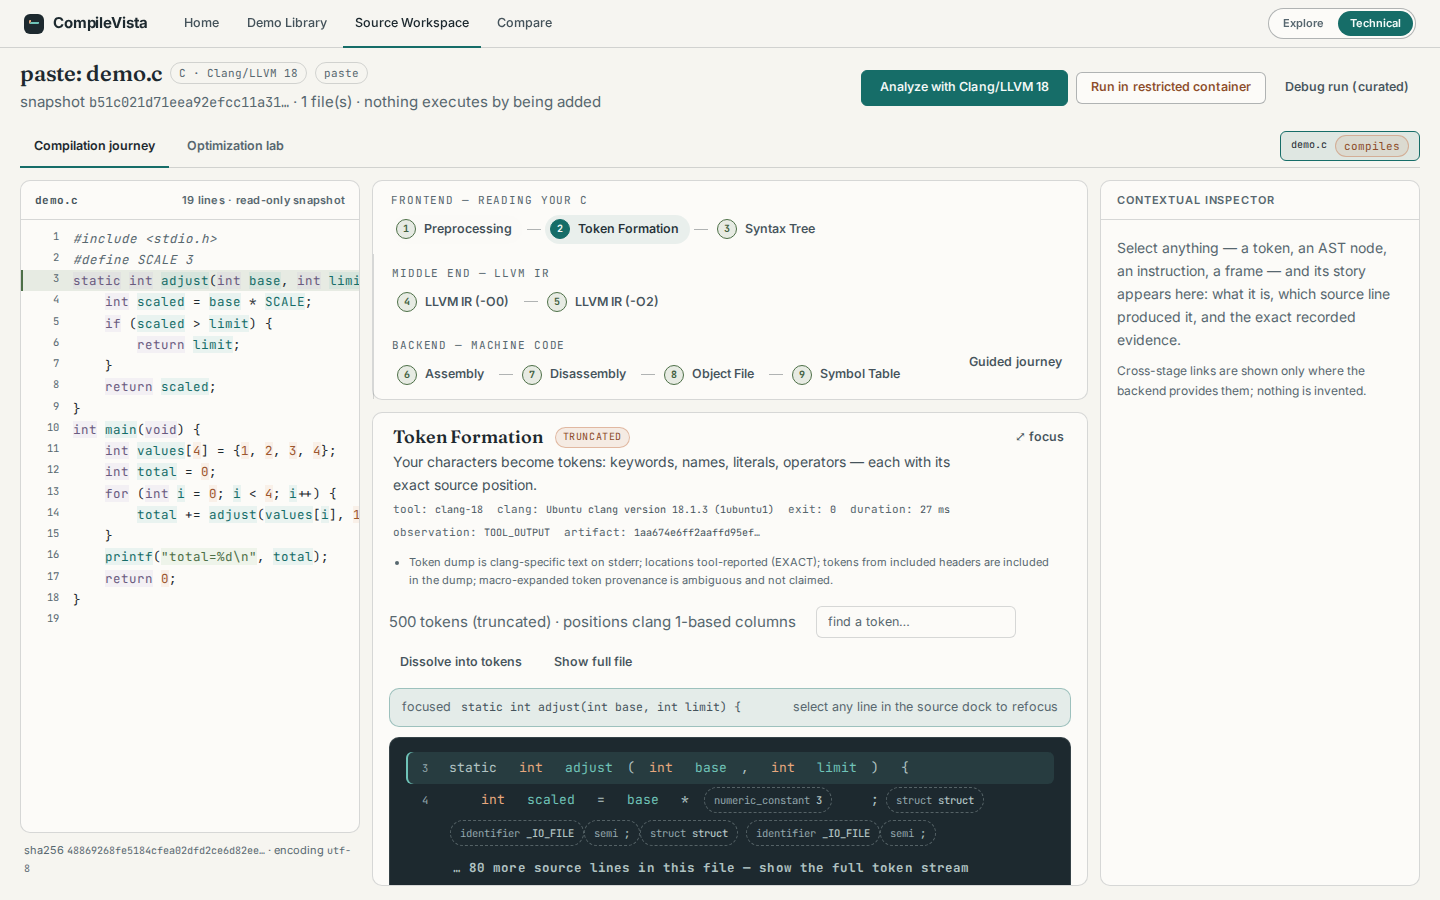 CompileVista
Home
Demo Library
Source Workspace
Compare
Explore
Technical
paste: demo.c
C · Clang/LLVM 18
paste
snapshot b51c021d71eea92efcc11a31… · 1 file(s) · nothing executes by being added
Analyze with Clang/LLVM 18
Run in restricted container
Debug run (curated)
Compilation journey
Optimization lab
demo.c
compiles
demo.c
19 lines · read-only snapshot
1 #include <stdio.h>
2 #define SCALE 3
3 static int adjust(int base, int limi
4 int scaled = base * SCALE;
5 if (scaled > limit) {
6 return limit;
7 }
8 return scaled;
9 }
10 int main(void) {
11 int values[4] = {1, 2, 3, 4};
12 int total = 0;
13 for (int i = 0; i < 4; i++) {
14 total += adjust(values[i], 1
15 }
16 printf("total=%d\n", total);
17 return 0;
18 }
19
sha256 48869268fe5184cfea02dfd2ce6d82ee… · encoding utf-
8
FRONTEND — READING YOUR C
1 Preprocessing
2 Token Formation
3 Syntax Tree
MIDDLE END — LLVM IR
4 LLVM IR (-O0)
5 LLVM IR (-O2)
BACKEND — MACHINE CODE
6 Assembly
7 Disassembly
8 Object File
9 Symbol Table
Guided journey
Token Formation
TRUNCATED
⤢ focus
Your characters become tokens: keywords, names, literals, operators — each with its
exact source position.
tool: clang-18 clang: Ubuntu clang version 18.1.3 (1ubuntu1) exit: 0 duration: 27 ms
observation: TOOL_OUTPUT artifact: 1aa674e6ff2aaffd95ef…
• Token dump is clang-specific text on stderr; locations tool-reported (EXACT); tokens from included headers are included
in the dump; macro-expanded token provenance is ambiguous and not claimed.
500 tokens (truncated) · positions clang 1-based columns
find a token…
Dissolve into tokens
Show full file
focused static int adjust(int base, int limit) {
select any line in the source dock to refocus
3 static int adjust ( int base , int limit ) {
4 int scaled = base * numeric_constant 3 ; struct struct
identifier _IO_FILE semi ; struct struct identifier _IO_FILE semi ;
… 80 more source lines in this file — show the full token stream
CONTEXTUAL INSPECTOR
Select anything — a token, an AST node,
an instruction, a frame — and its story
appears here: what it is, which source line
produced it, and the exact recorded
evidence.
Cross-stage links are shown only where the
backend provides them; nothing is invented.